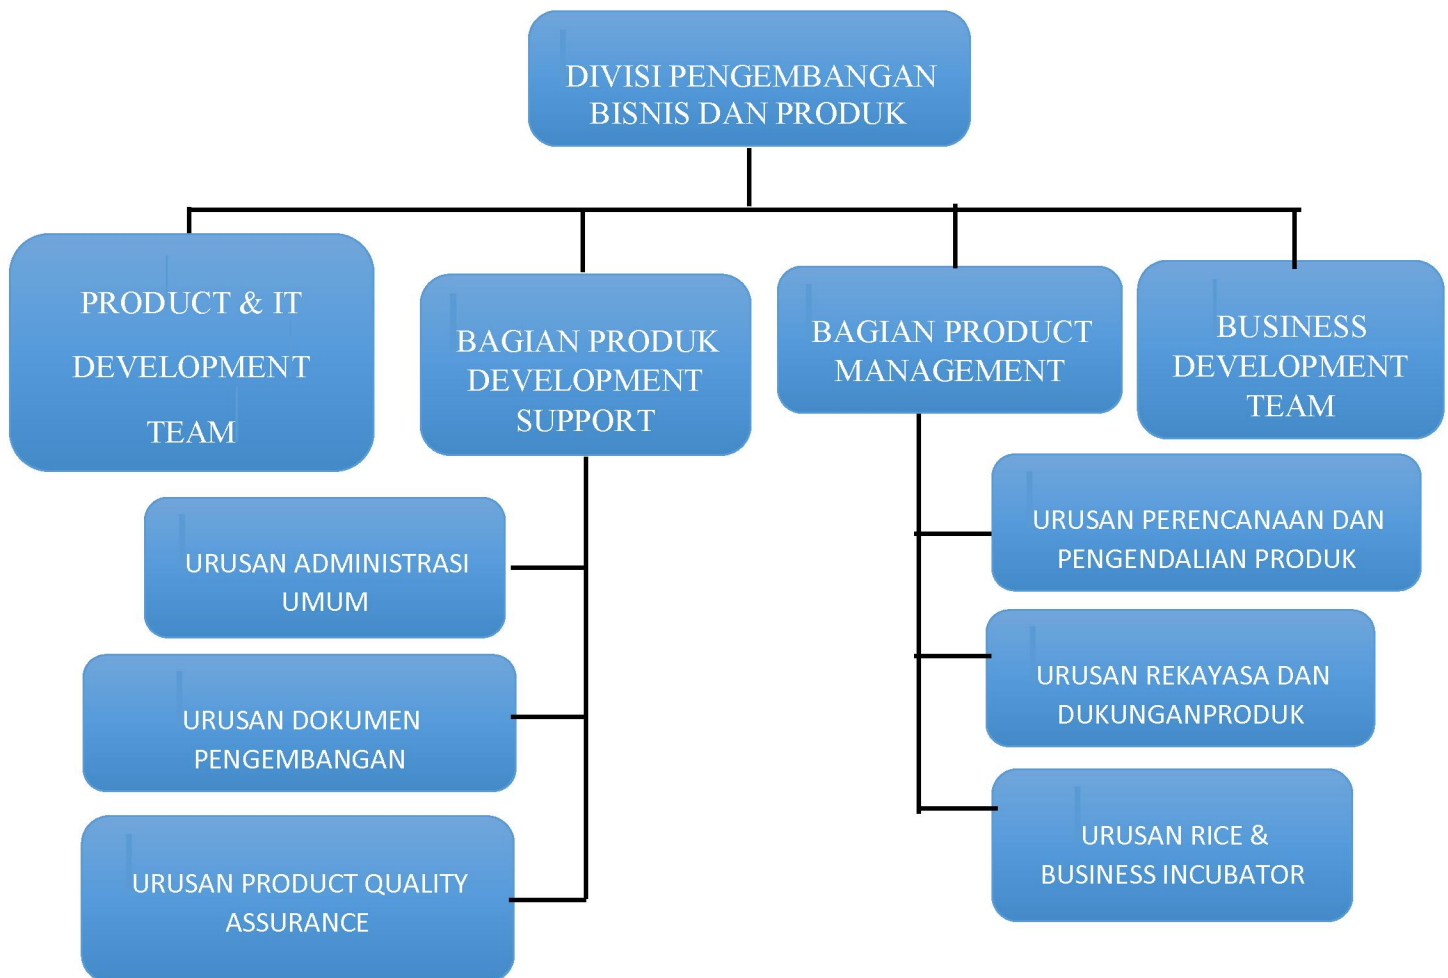 DIVISI PENGEMBANGAN
BISNIS DAN PRODUK
PRODUCT & IT
DEVELOPMENT
TEAM
BAGIAN PRODUK
DEVELOPMENT
SUPPORT
BAGIAN PRODUCT
MANAGEMENT
BUSINESS
DEVELOPMENT
TEAM
URUSAN ADMINISTRASI
UMUM
URUSAN DOKUMEN
PENGEMBANGAN
URUSAN PRODUCT QUALITY
ASSURANCE
URUSAN PERENCANAAN DAN
PENGENDALIAN PRODUK
URUSAN REKAYASA DAN
DUKUNGANPRODUK
URUSAN RICE &
BUSINESS INCUBATOR